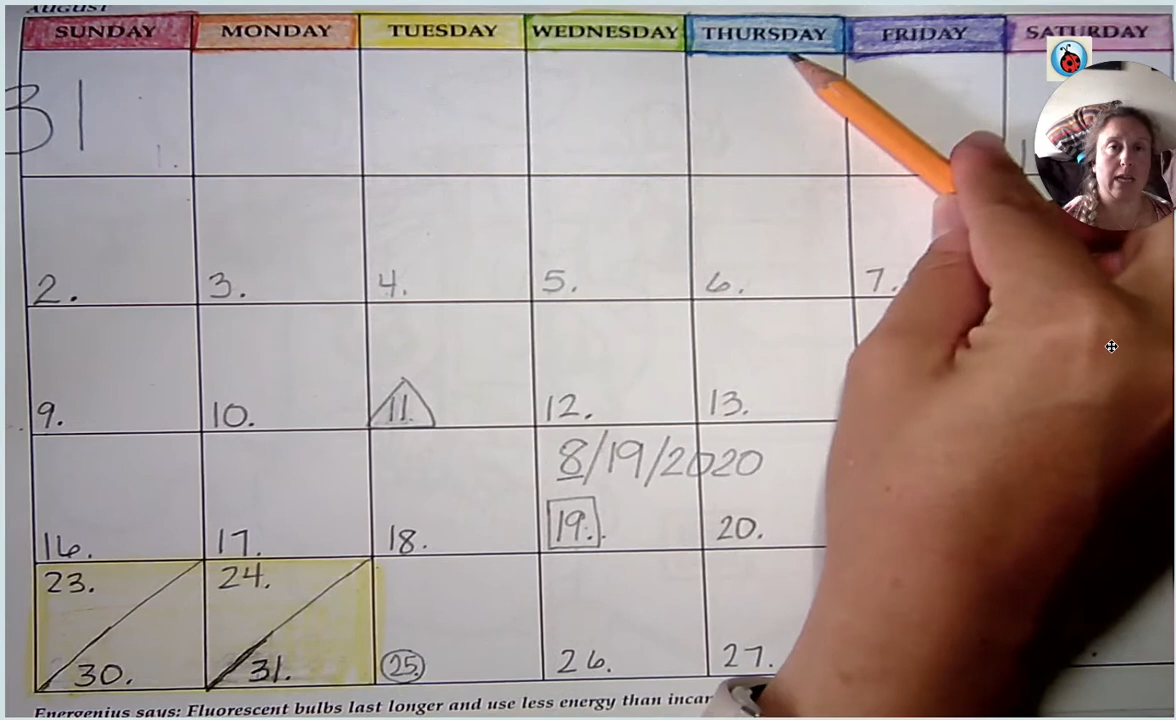 AUGUST
SUNDAY MONDAY TUESDAY WEDNESDAY THURSDAY FRIDAY SATURDAY
31 1.
2. 3. 4. 5. 6. 7.
9. 10. 11. 12. 13.
8/19/2020
16. 17. 18. 19. 20.
23. 24.
30. 31. 25. 26. 27.
Energenius says: Fluorescent bulbs last longer and use less energy than incar